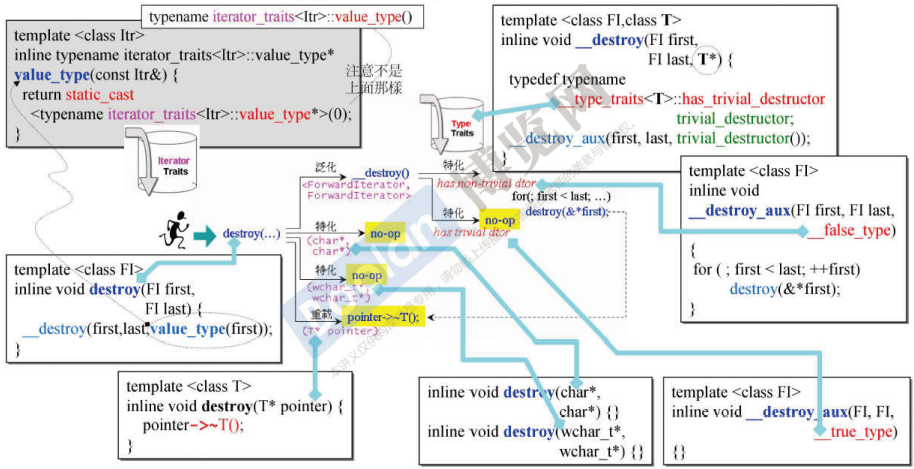 typename iterator_traits<Itr>::value_type()
template <class Itr>
inline typename iterator_traits<Itr>::value_type*
value_type(const Itr&) {
return static_cast
<typename iterator_traits<Itr>::value_type*>(0);
}
注意不是
上面那樣
Iterator
Traits
template <class FI,class T>
inline void __destroy(FI first,
FI last, T*) {
typedef typename
__type_traits<T>::has_trivial_destructor
trivial_destructor;
__destroy_aux(first, last, trivial_destructor());
}
Type
Traits
destroy(…)
泛化
<ForwardIterator,
ForwardIterator>
__destroy()
特化
has non-trivial dtor
for(; first < last; …)
destroy(&*first);
特化
has trivial dtor
no-op
特化
(char*,
char*)
no-op
特化
(wchar_t*,
wchar_t*)
no-op
重載
(T* pointer)
pointer->~T();
template <class FI>
inline void
__destroy_aux(FI first, FI last,
__false_type)
{
for ( ; first < last; ++first)
destroy(&*first);
}
template <class FI>
inline void destroy(FI first,
FI last) {
__destroy(first,last,value_type(first));
}
template <class T>
inline void destroy(T* pointer) {
pointer->~T();
}
inline void destroy(char*,
char*) {}
inline void destroy(wchar_t*,
wchar_t*) {}
template <class FI>
inline void __destroy_aux(FI, FI,
__true_type)
{}
博览网